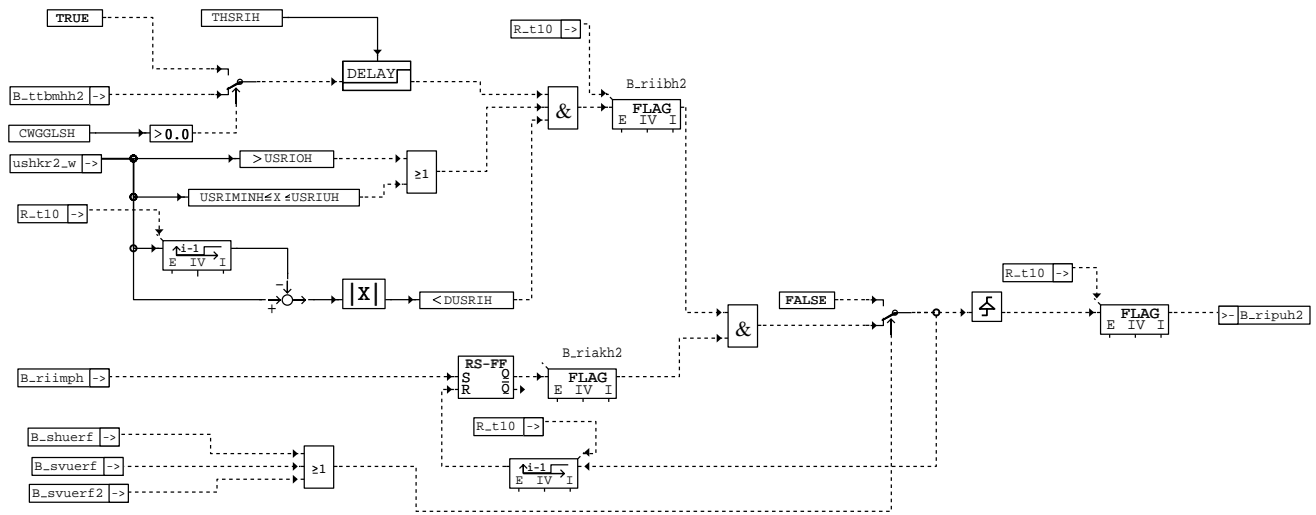 TRUE
THSRIH
R_t10 ->
DELAY
B_riibh2
B_ttbmhh2 ->
FLAG
E IV I
&
CWGGLSH
>0.0
ushkr2_w ->
>USRIOH
≥1
USRIMINH≤X≤USRIUH
R_t10 ->
i-1
E IV I
-
+
|X|
<DUSRIH
R_t10 ->
FALSE
FLAG
E IV I
>- B_ripuh2
&
B_riakh2
RS-FF
S Q
R Q̅
FLAG
E IV I
B_riimph ->
R_t10 ->
B_shuerf ->
B_svuerf ->
≥1
i-1
E IV I
B_svuerf2 ->